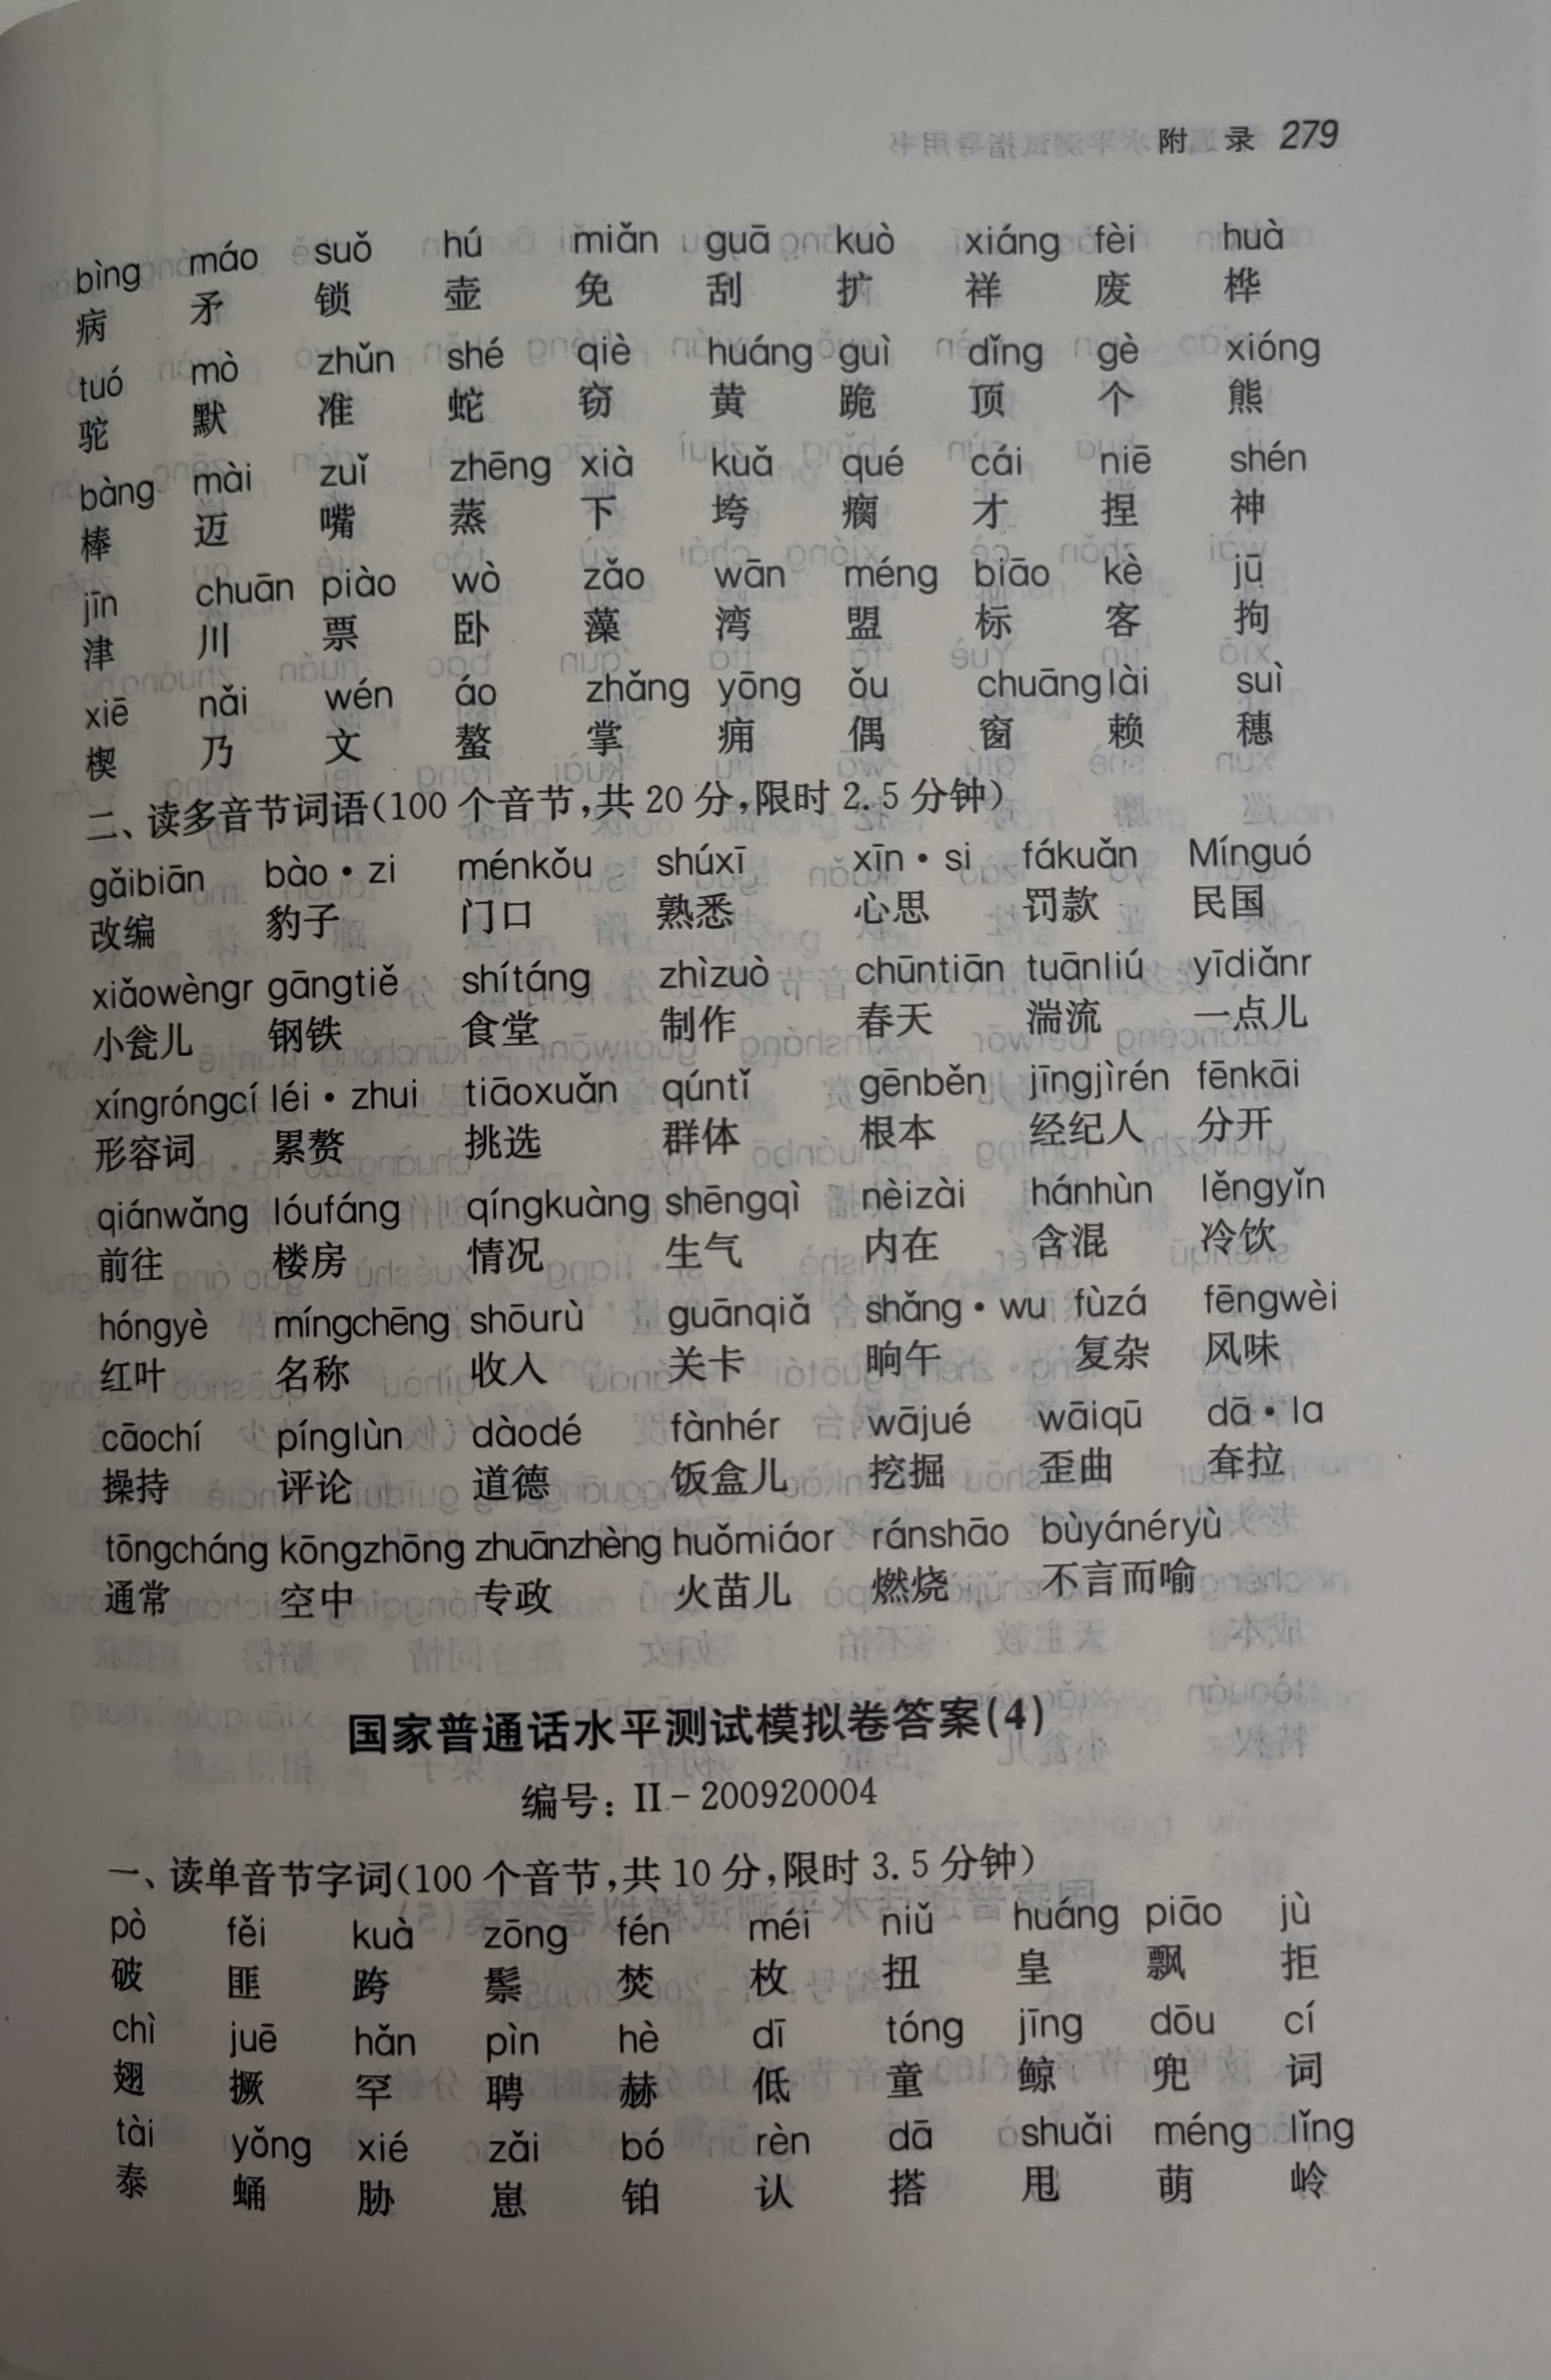 附 录 279
bìng máo suǒ hú miǎn guā kuò xiáng fèi huà
病 矛 锁 壶 免 刮 扩 祥 废 桦
tuó mò zhǔn shé qiè huáng guì dǐng gè xióng
驼 默 准 蛇 窃 黄 跪 顶 个 熊
bàng mài zuǐ zhēng xià kuǎ qué cái niē shén
棒 迈 嘴 蒸 下 垮 瘸 才 捏 神
jīn chuān piào wò zǎo wān méng biāo kè jū
津 川 票 卧 藻 湾 盟 标 客 拘
xiē nǎi wén áo zhǎng yōng ǒu chuāng lài suì
楔 乃 文 螯 掌 痈 偶 窗 赖 穗
二、读多音节词语(100 个音节,共 20 分,限时 2.5 分钟)
gǎibiān bào·zi ménkǒu shúxī xīn·si fákuǎn Mínguó
改编 豹子 门口 熟悉 心思 罚款 民国
xiǎowèngr gāngtiě shítáng zhìzuò chūntiān tuānliú yīdiǎnr
小瓮儿 钢铁 食堂 制作 春天 湍流 一点儿
xíngróngcí léi·zhui tiāoxuǎn qúntǐ gēnběn jīngjìrén fēnkāi
形容词 累赘 挑选 群体 根本 经纪人 分开
qiánwǎng lóufáng qíngkuàng shēngqì nèizài hánhùn lěngyǐn
前往 楼房 情况 生气 内在 含混 冷饮
hóngyè míngchēng shōurù guānqiǎ shǎng·wu fùzá fēngwèi
红叶 名称 收入 关卡 晌午 复杂 风味
cāochí pínglùn dàodé fànhér wājué wāiqū dā·la
操持 评论 道德 饭盒儿 挖掘 歪曲 耷拉
tōngcháng kōngzhōng zhuānzhèng huǒmiáor ránshāo bùyánéryù
通常 空中 专政 火苗儿 燃烧 不言而喻
国家普通话水平测试模拟卷答案(4)
编号: II-200920004
一、读单音节字词(100 个音节,共 10 分,限时 3.5 分钟)
pò fěi kuà zōng fén méi niǔ huáng piāo jù
破 匪 跨 鬃 焚 枚 扭 皇 飘 拒
chì juē hǎn pìn hè dī tóng jīng dōu cí
翅 撅 罕 聘 赫 低 童 鲸 兜 词
tài yǒng xié zǎi bó rèn dā shuǎi méng lǐng
泰 蛹 胁 崽 铂 认 搭 甩 萌 岭